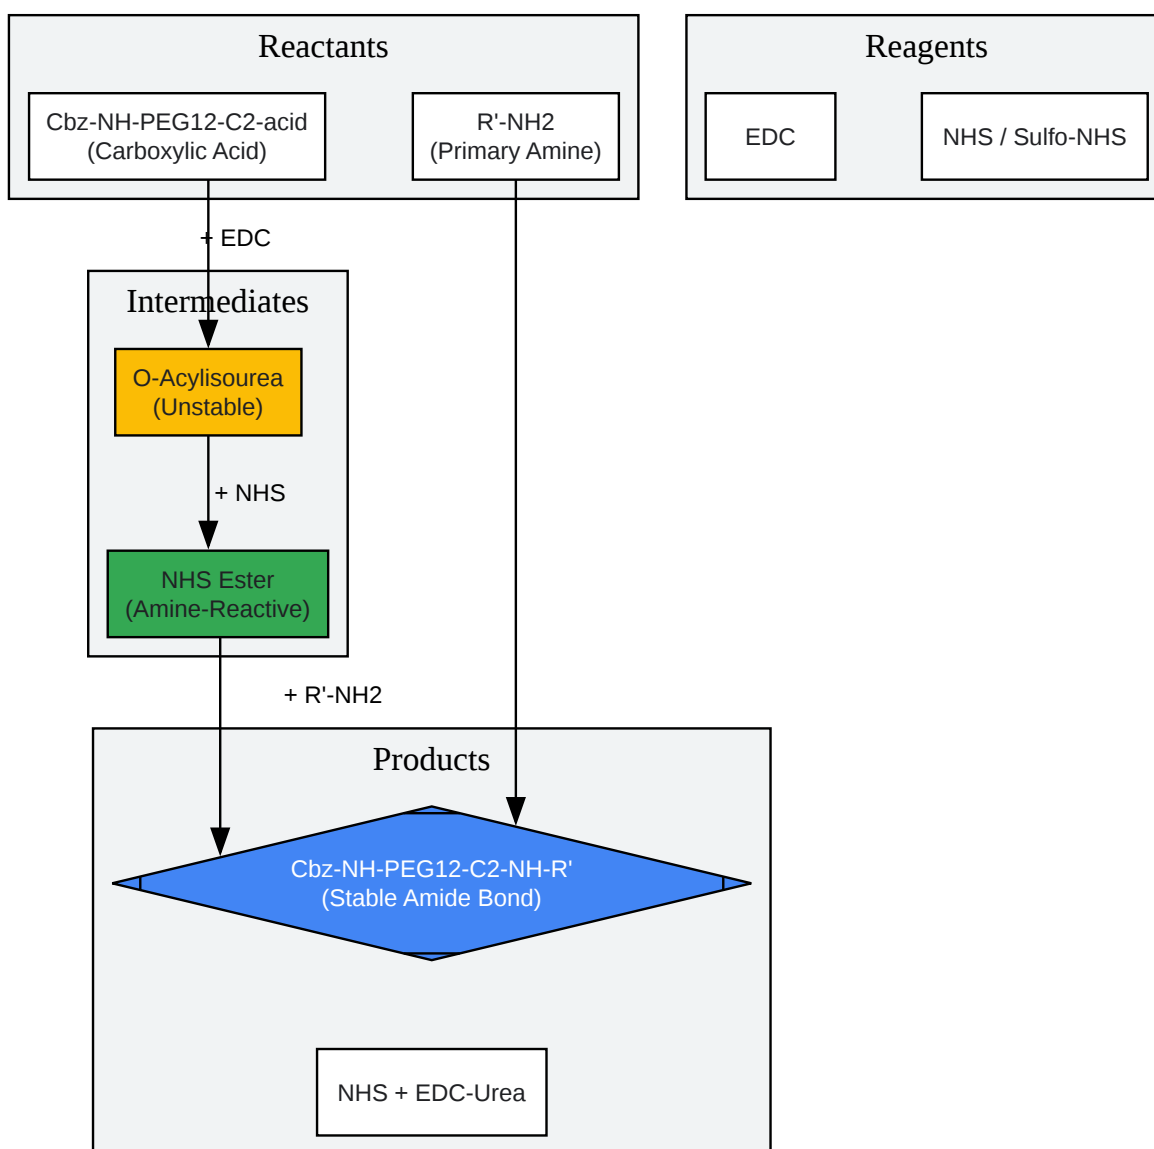 Reactants
Cbz-NH-PEG12-C2-acid
(Carboxylic Acid)
R'-NH2
(Primary Amine)
Reagents
EDC
NHS / Sulfo-NHS
+ EDC
Intermediates
O-Acylisourea
(Unstable)
+ NHS
NHS Ester
(Amine-Reactive)
+ R'-NH2
Products
Cbz-NH-PEG12-C2-NH-R'
(Stable Amide Bond)
NHS + EDC-Urea